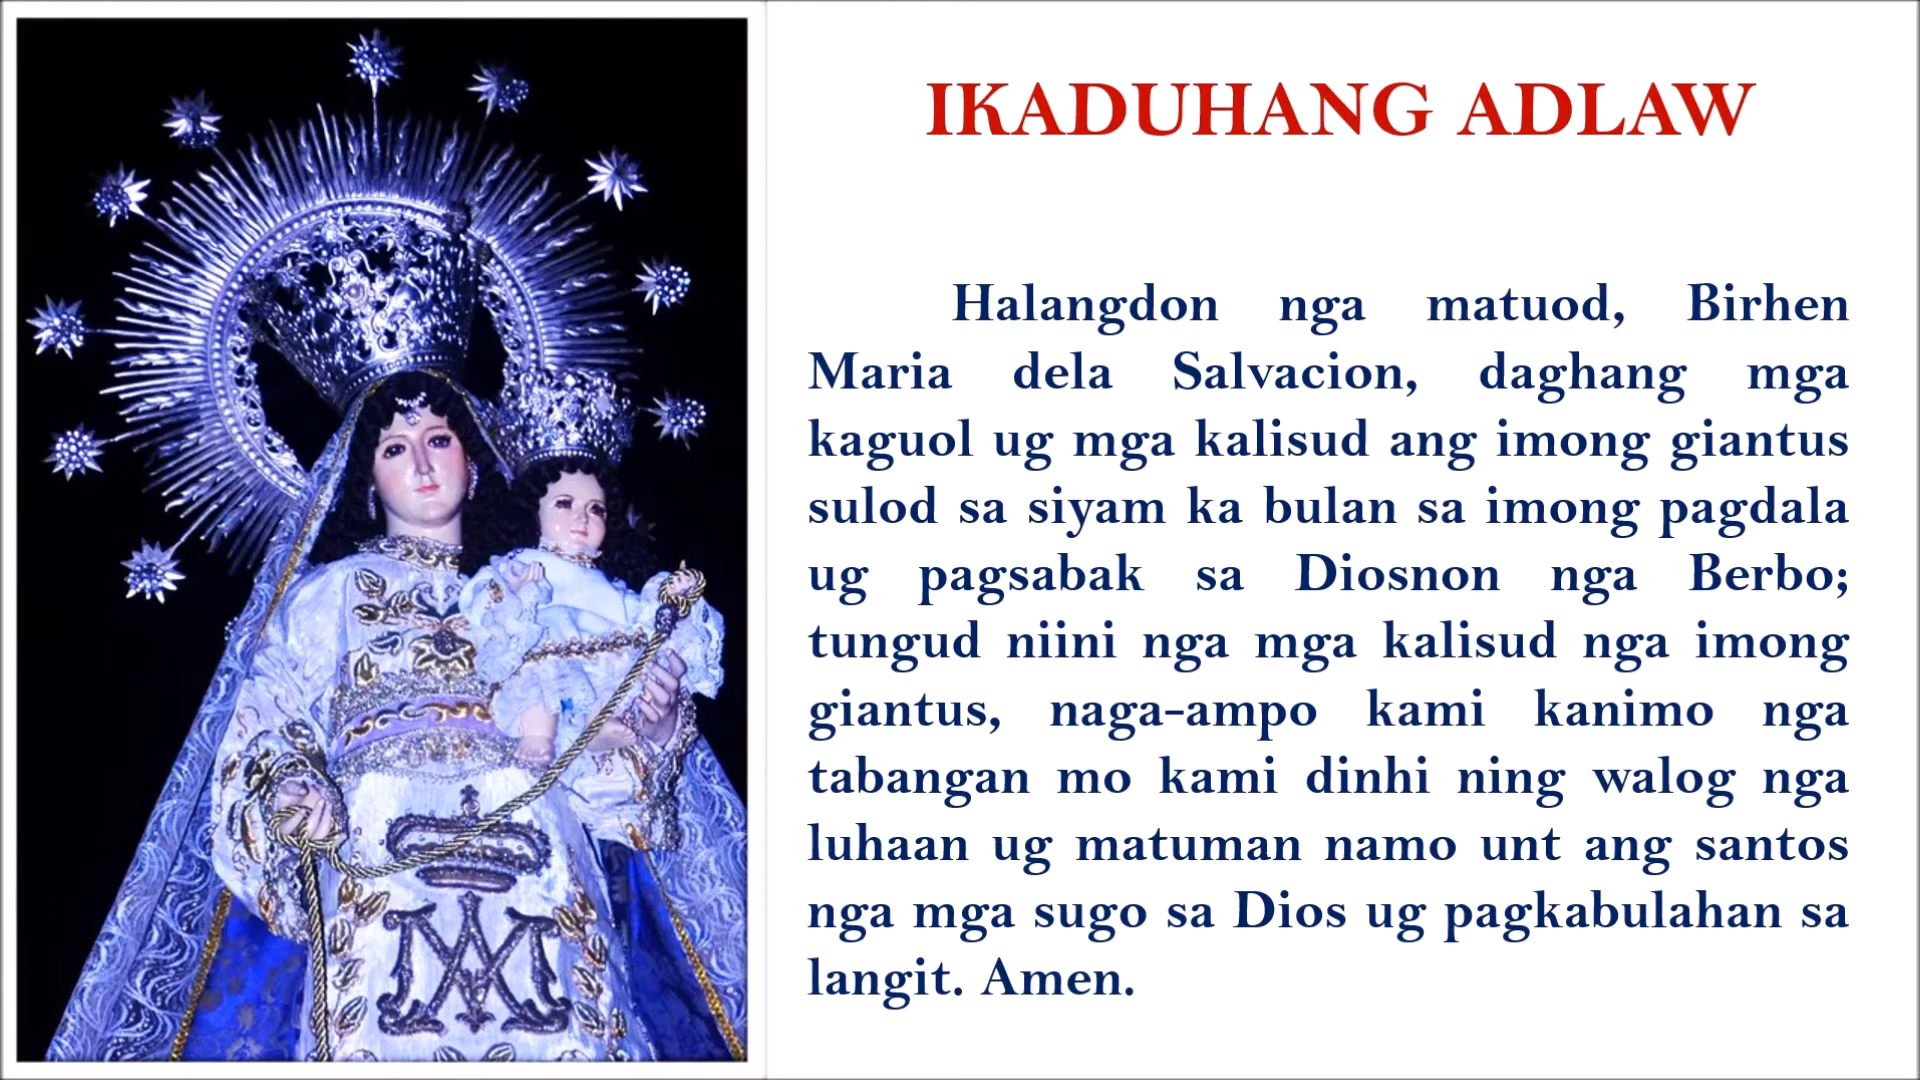 IKADUHANG ADLAW
Halangdon nga matuod, Birhen
Maria dela Salvacion, daghang mga
kaguol ug mga kalisud ang imong giantus
sulod sa siyam ka bulan sa imong pagdala
ug pagsabak sa Diosnon nga Berbo;
tungud niini nga mga kalisud nga imong
giantus, naga-ampo kami kanimo nga
tabangan mo kami dinhi ning walog nga
luhaan ug matuman namo unt ang santos
nga mga sugo sa Dios ug pagkabulahan sa
langit. Amen.